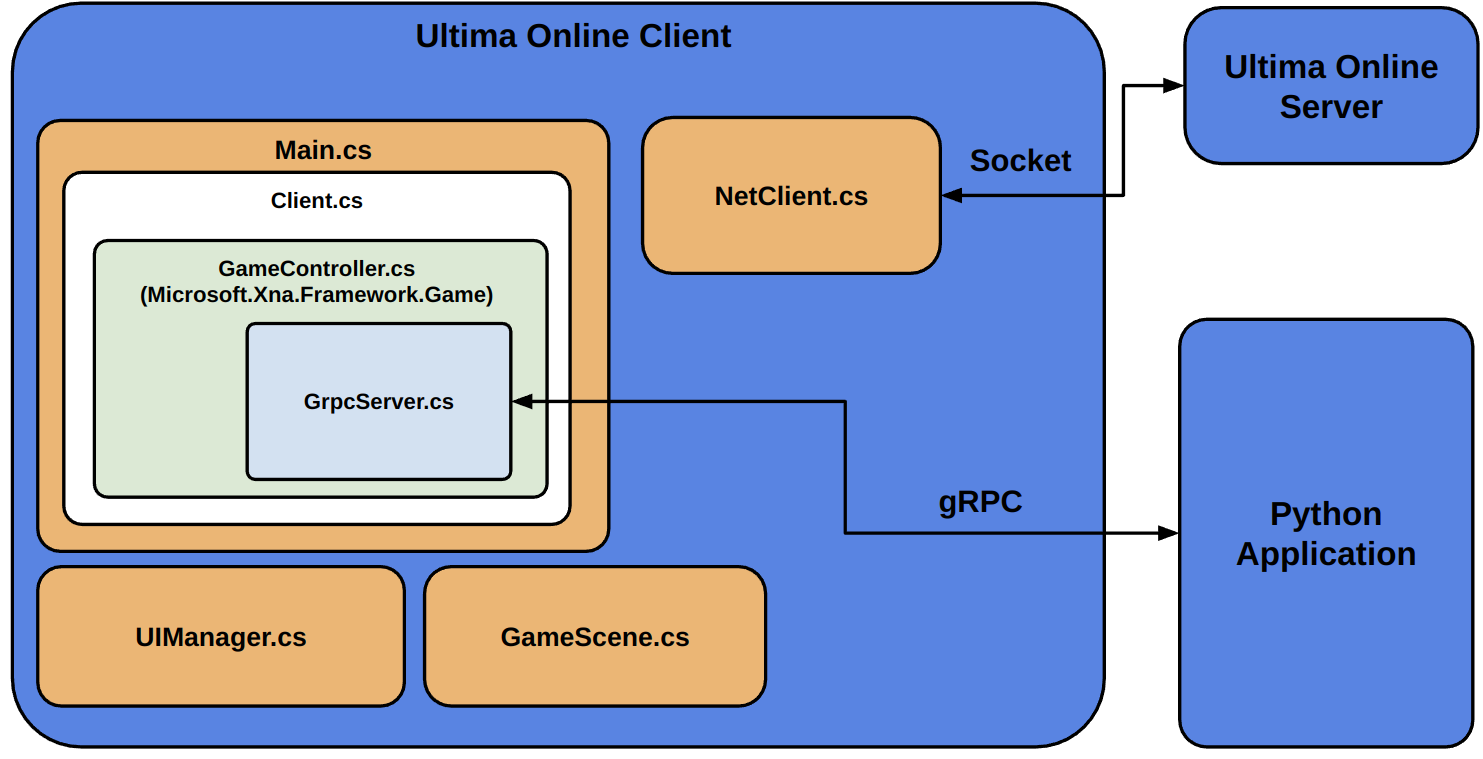 Ultima Online Client
Ultima Online
Server
Main.cs
Client.cs
GameController.cs
(Microsoft.Xna.Framework.Game)
GrpcServer.cs
NetClient.cs
Socket
gRPC
Python
Application
UIManager.cs
GameScene.cs